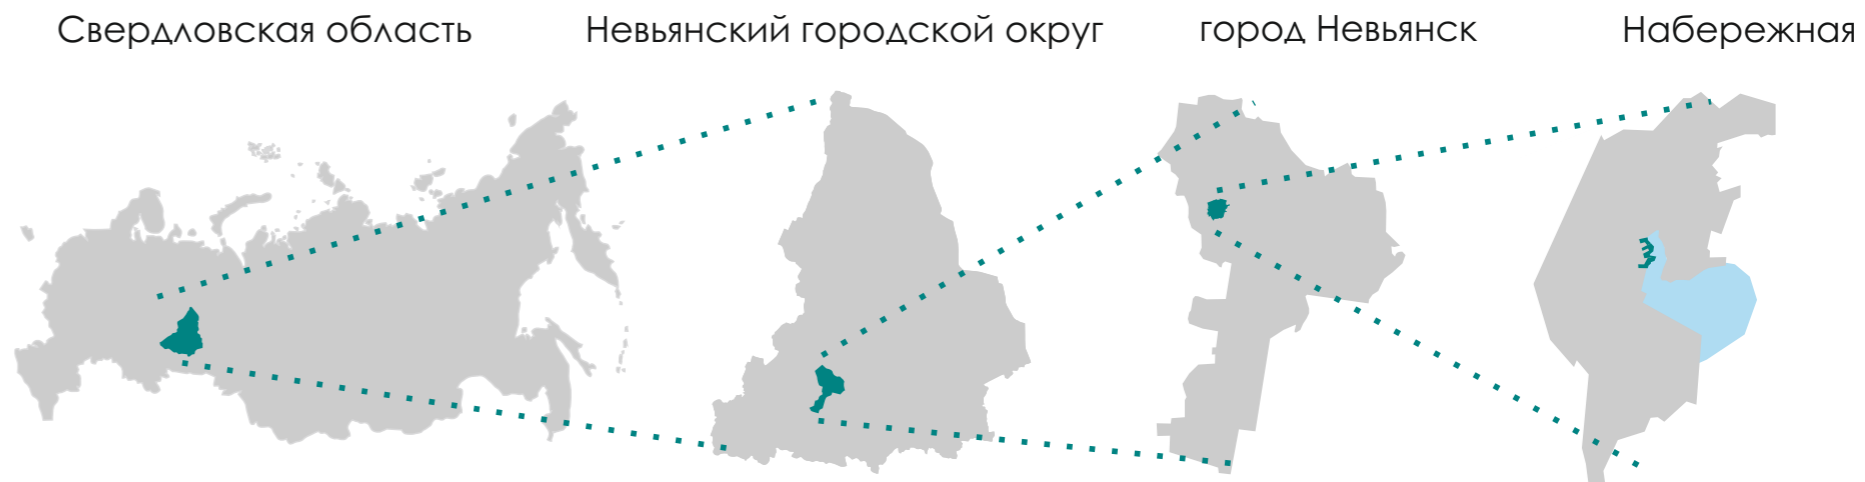 Свердловская область
Невьянский городской округ
город Невьянск
Набережная